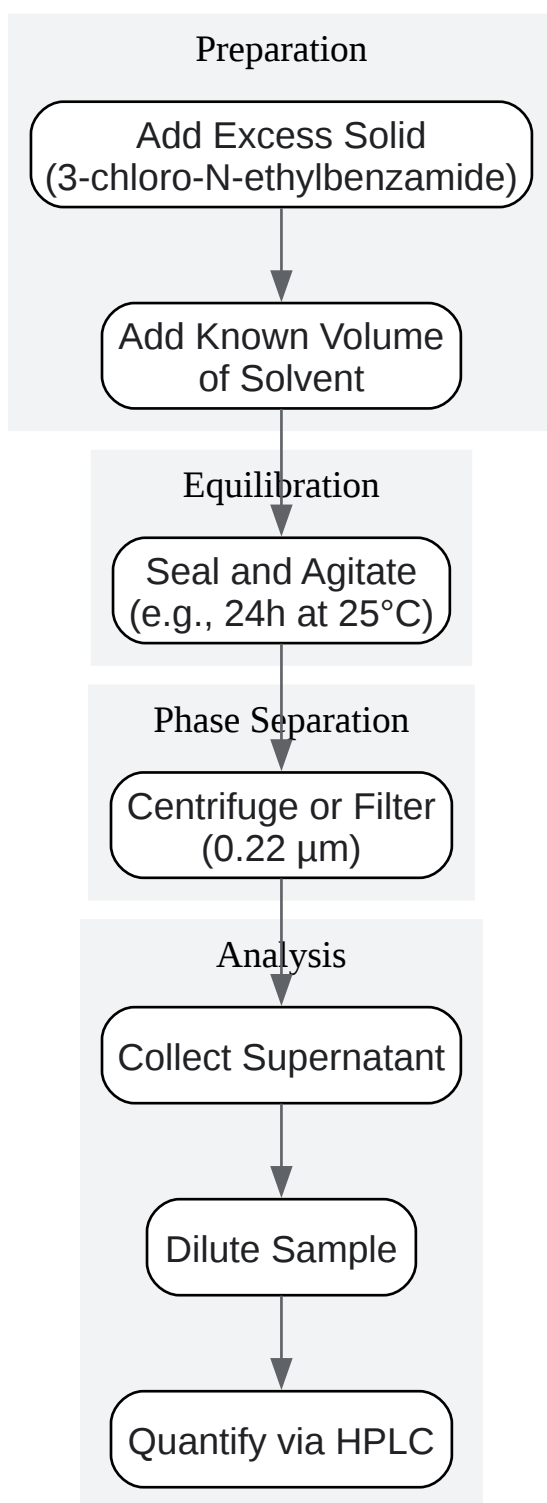 Preparation
Add Excess Solid
(3-chloro-N-ethylbenzamide)
Add Known Volume
of Solvent
Equilibration
Seal and Agitate
(e.g., 24h at 25°C)
Phase Separation
Centrifuge or Filter
(0.22 µm)
Analysis
Collect Supernatant
Dilute Sample
Quantify via HPLC